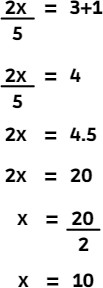 2x/5 = 3+1
2x/5 = 4
2x = 4.5
2x = 20
x = 20/2
x = 10